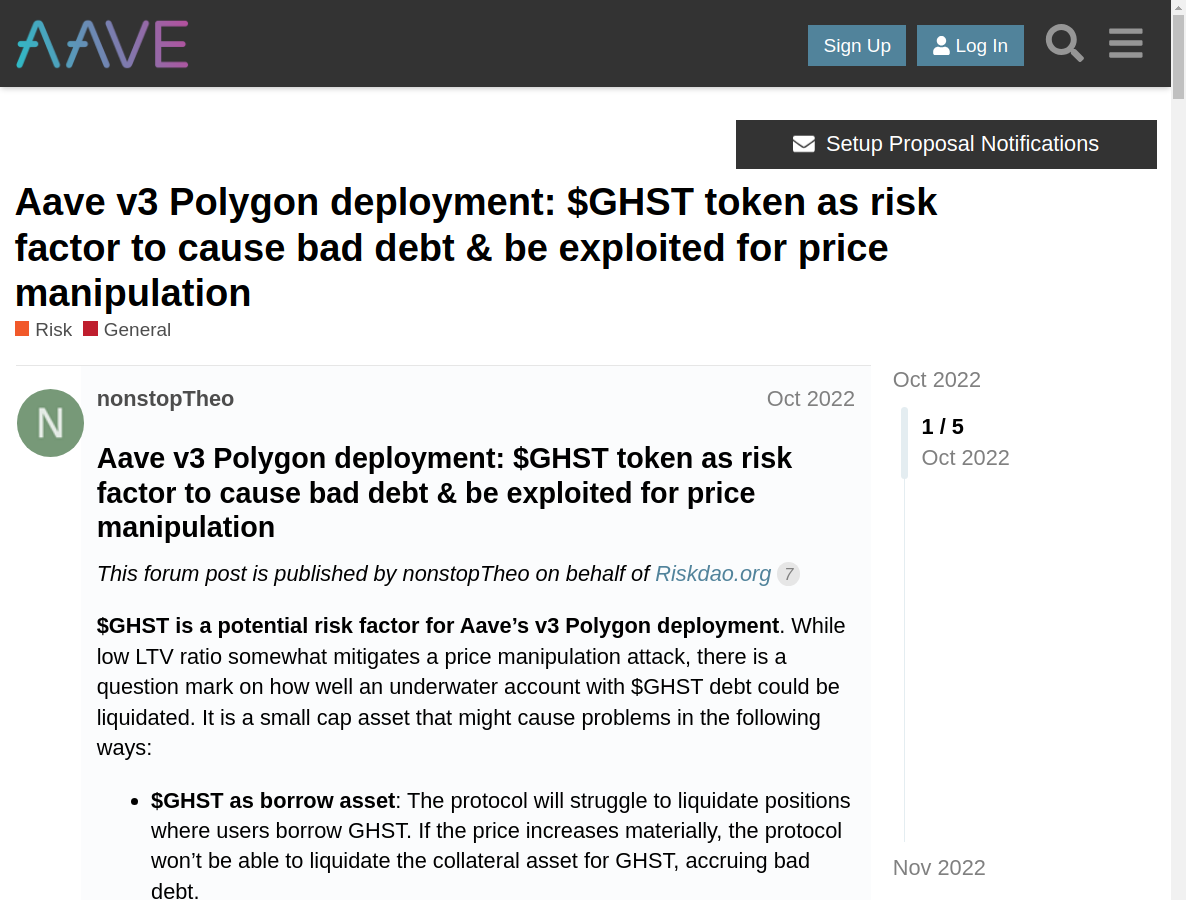 AAVE
Sign Up
Log In
Setup Proposal Notifications
Aave v3 Polygon deployment: $GHST token as risk
factor to cause bad debt & be exploited for price
manipulation
Risk General
Oct 2022
1 / 5
Oct 2022
Nov 2022
N
nonstopTheo Oct 2022
Aave v3 Polygon deployment: $GHST token as risk
factor to cause bad debt & be exploited for price
manipulation
This forum post is published by nonstopTheo on behalf of Riskdao.org 7
$GHST is a potential risk factor for Aave’s v3 Polygon deployment. While
low LTV ratio somewhat mitigates a price manipulation attack, there is a
question mark on how well an underwater account with $GHST debt could be
liquidated. It is a small cap asset that might cause problems in the following
ways:
• $GHST as borrow asset: The protocol will struggle to liquidate positions
where users borrow GHST. If the price increases materially, the protocol
won’t be able to liquidate the collateral asset for GHST, accruing bad
debt.